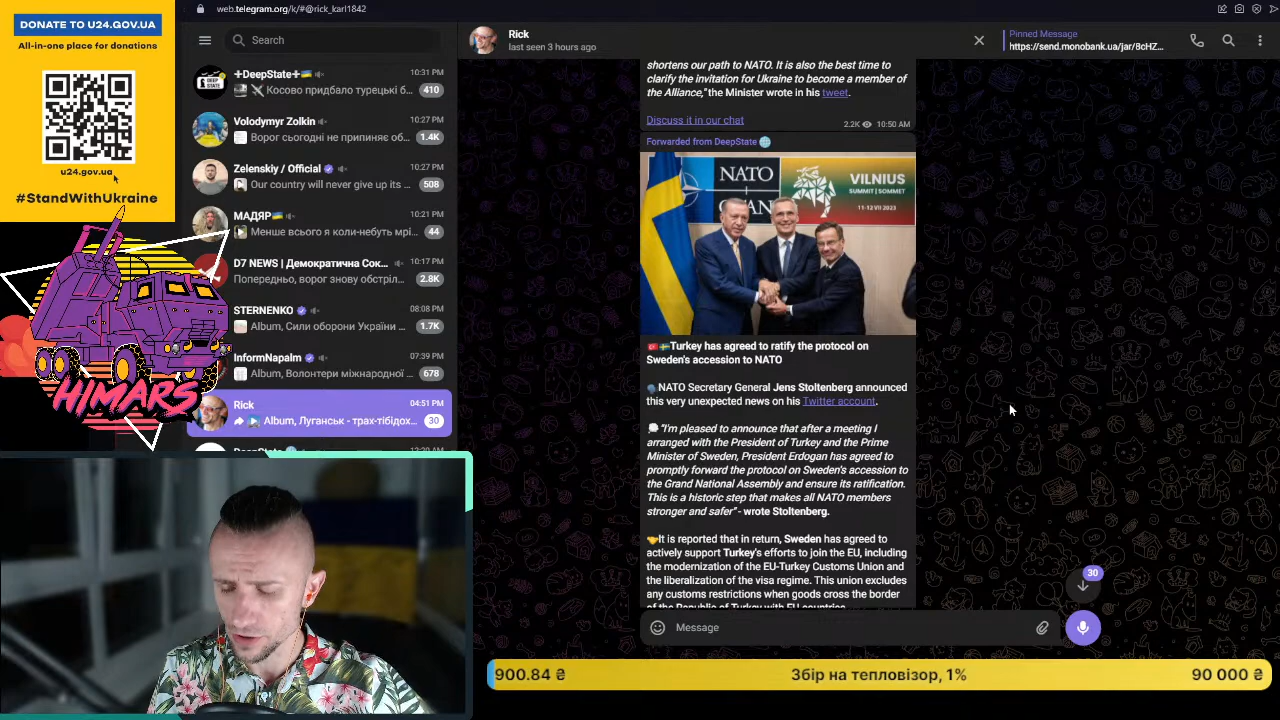 DONATE TO U24.GOV.UA
All-in-one place for donations
u24.gov.ua
#StandWithUkraine
HIMARS
web.telegram.org/k/#@rick_karl1842
Search
+DeepState+
10:31 PM
Косово придбало турецькі б...
410
Volodymyr Zolkin
10:27 PM
Ворог сьогодні не припиняє об...
1.4K
Zelenskiy / Official
10:27 PM
Our country will never give up its ...
508
МАДЯР
10:21 PM
Менше всього я коли-небуть мрі...
44
D7 NEWS | Демократична Сок...
10:17 PM
Попередньо, ворог знову обстріл...
2.8K
STERNENKO
08:08 PM
Album, Сили оборони України ...
1.7K
InformNapalm
07:39 PM
Album, Волонтери міжнародної ...
678
Rick
04:51 PM
Album, Луганськ - трах-тібідох...
30
Rick
last seen 3 hours ago
Pinned Message
https://send.monobank.ua/jar/8cHZ...
shortens our path to NATO. It is also the best time to
clarify the invitation for Ukraine to become a member of
the Alliance," the Minister wrote in his tweet.
Discuss it in our chat
2.2K 10:50 AM
Forwarded from DeepState
NATO
OTAN
VILNIUS
SUMMIT | SOMMET
11-12 VII 2023
Turkey has agreed to ratify the protocol on
Sweden's accession to NATO
NATO Secretary General Jens Stoltenberg announced
this very unexpected news on his Twitter account.
"I'm pleased to announce that after a meeting I
arranged with the President of Turkey and the Prime
Minister of Sweden, President Erdogan has agreed to
promptly forward the protocol on Sweden's accession to
the Grand National Assembly and ensure its ratification.
This is a historic step that makes all NATO members
stronger and safer" - wrote Stoltenberg.
It is reported that in return, Sweden has agreed to
actively support Turkey's efforts to join the EU, including
the modernization of the EU-Turkey Customs Union and
the liberalization of the visa regime. This union excludes
any customs restrictions when goods cross the border
of the Republic of Turkey with EU countries.
30
Message
900.84 ₴
Збір на тепловізор, 1%
90 000 ₴